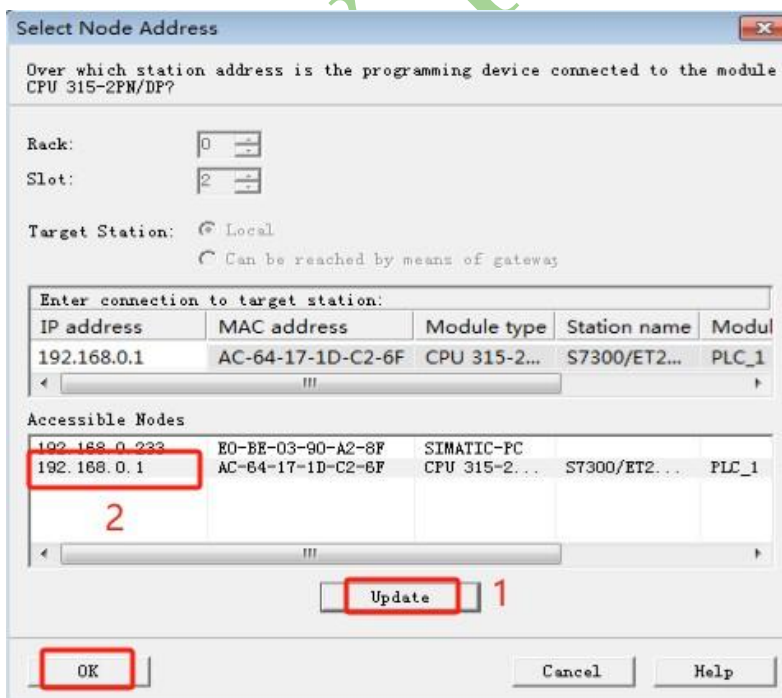 Select Node Address
Over which station address is the programming device connected to the module
CPU 315-2PN/DP?
Rack: 0
Slot: 2
Target Station: Local
Can be reached by means of gateway
Enter connection to target station:
IP address MAC address Module type Station name Modul
192.168.0.1 AC-64-17-1D-C2-6F CPU 315-2... S7300/ET2... PLC_1
Accessible Nodes
192.168.0.233 E0-BE-03-90-A2-8F SIMATIC-PC
192.168.0.1 AC-64-17-1D-C2-6F CPU 315-2... S7300/ET2... PLC_1
2
Update 1
OK Cancel Help